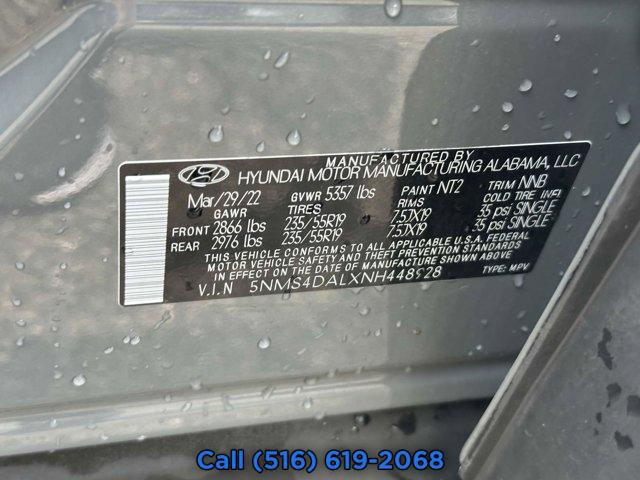 MANUFACTURED BY
HYUNDAI MOTOR MANUFACTURING ALABAMA, LLC
Mar/29/22 GVWR 5357 lbs PAINT NT2 TRIM NNB
GAWR TIRES RIMS COLD TIRE INFL
FRONT 2866 lbs 235/55R19 7.5JX19 35 psi SINGLE
REAR 2976 lbs 235/55R19 7.5JX19 35 psi SINGLE
THIS VEHICLE CONFORMS TO ALL APPLICABLE U.S.A. FEDERAL
MOTOR VEHICLE SAFETY, BUMPER, AND THEFT PREVENTION STANDARDS
IN EFFECT ON THE DATE OF MANUFACTURE SHOWN ABOVE
V.I.N TYPE: MPV
Call (516) 619-2068